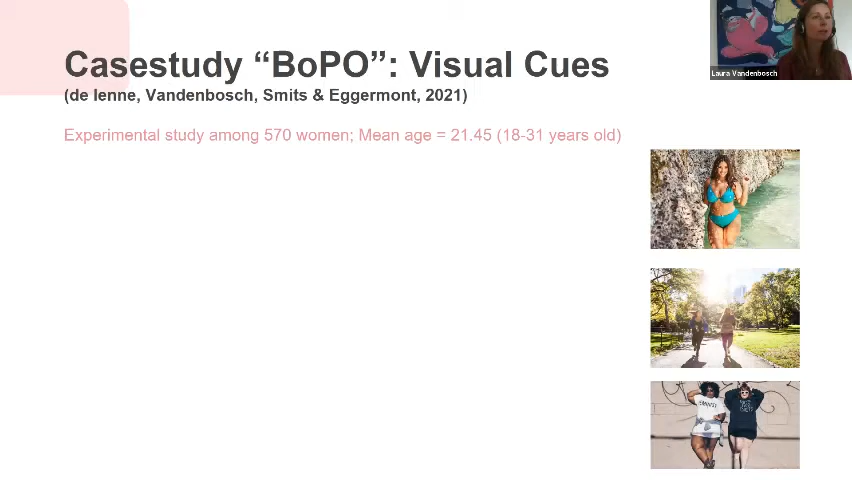 Casestudy “BoPO”: Visual Cues
(de lenne, Vandenbosch, Smits & Eggermont, 2021)
Experimental study among 570 women; Mean age = 21.45 (18-31 years old)
Laura Vandenbosch